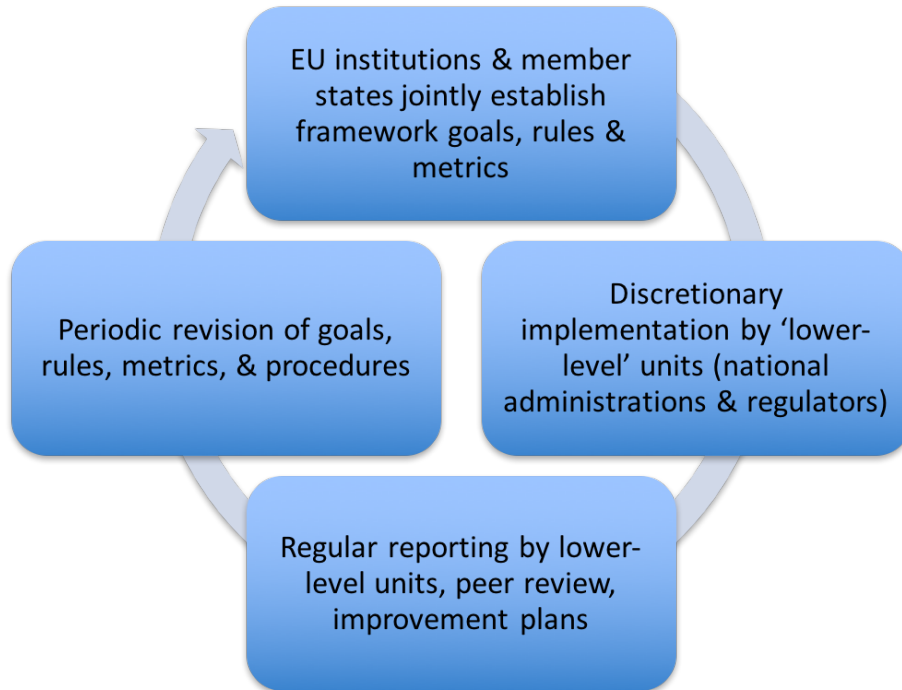 EU institutions & member
states jointly establish
framework goals, rules &
metrics
Discretionary
implementation by ‘lower-
level’ units (national
administrations & regulators)
Regular reporting by lower-
level units, peer review,
improvement plans
Periodic revision of goals,
rules, metrics, & procedures